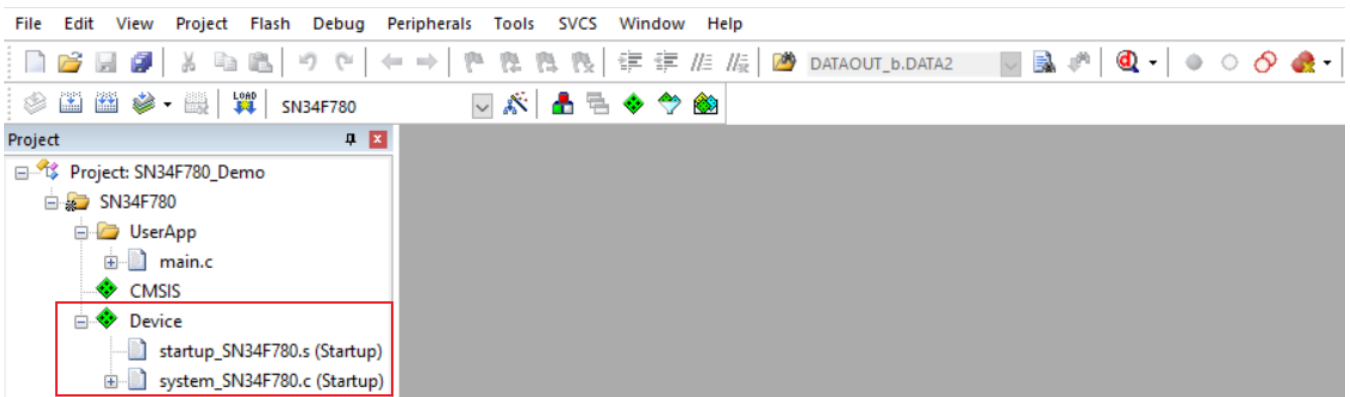 File Edit View Project Flash Debug Peripherals Tools SVCS Window Help
DATAOUT_b.DATA2
LOAD SN34F780
Project
Project: SN34F780_Demo
SN34F780
UserApp
main.c
CMSIS
Device
startup_SN34F780.s (Startup)
system_SN34F780.c (Startup)